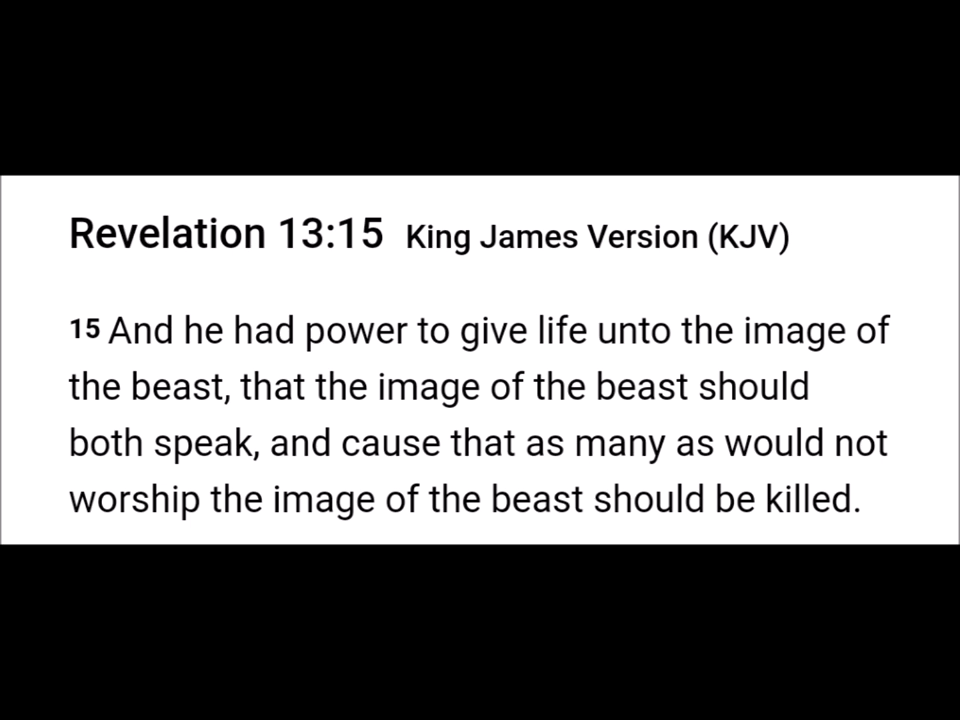 Revelation 13:15 King James Version (KJV)
15 And he had power to give life unto the image of
the beast, that the image of the beast should
both speak, and cause that as many as would not
worship the image of the beast should be killed.